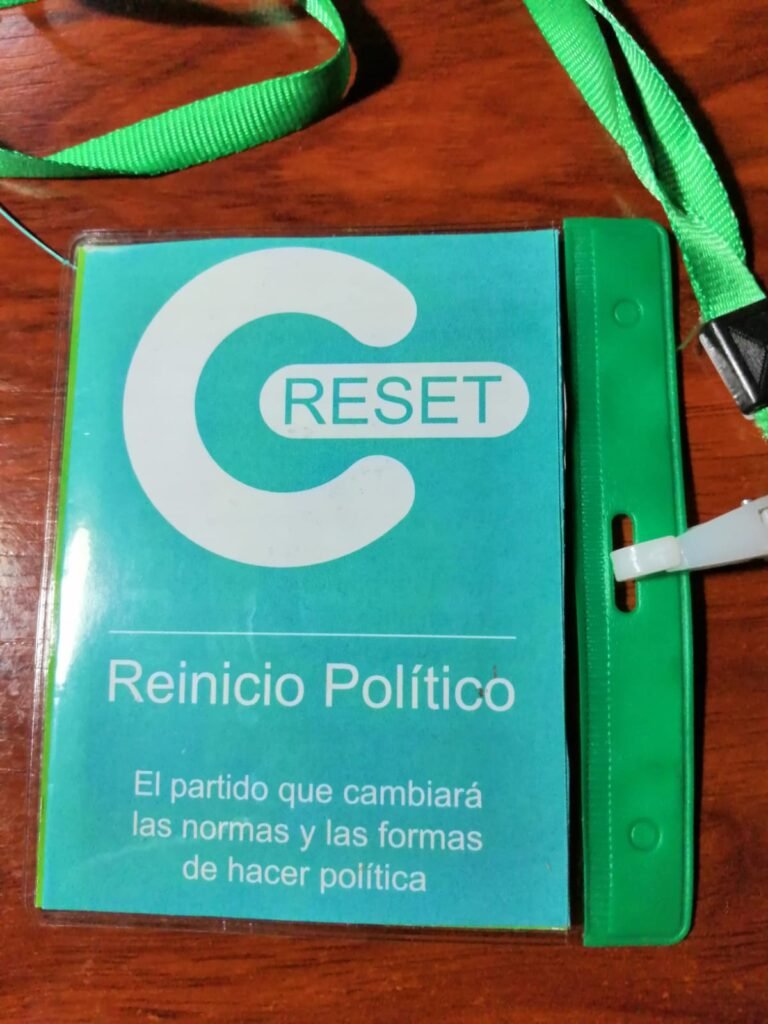 RESET
Reinicio Político
El partido que cambiará
las normas y las formas
de hacer política